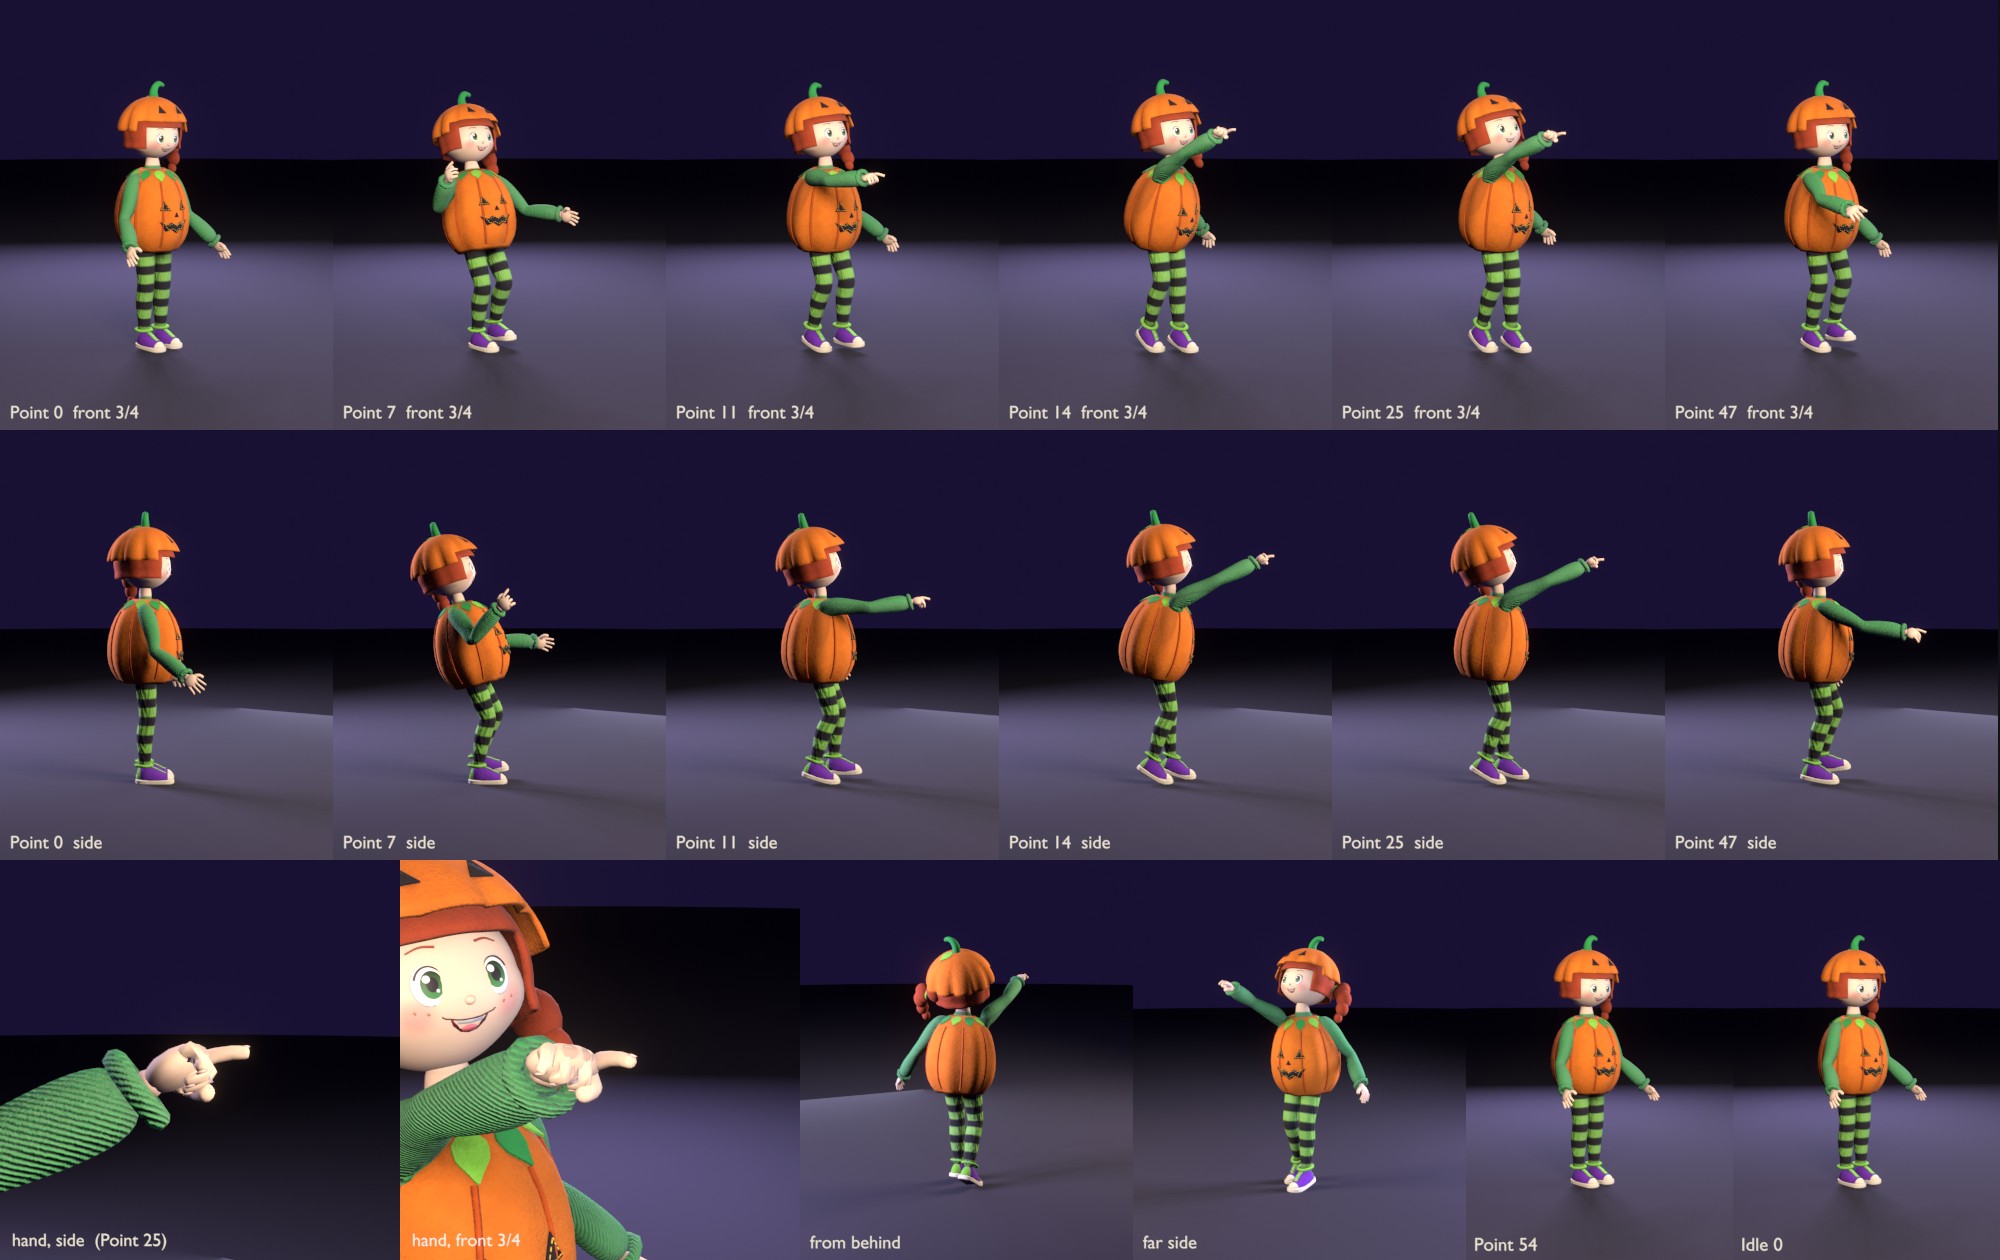 Point 0  front 3/4
Point 7  front 3/4
Point 11  front 3/4
Point 14  front 3/4
Point 25  front 3/4
Point 47  front 3/4
Point 0  side
Point 7  side
Point 11  side
Point 14  side
Point 25  side
Point 47  side
hand, side  (Point 25)
hand, front 3/4
from behind
far side
Point 54
Idle 0